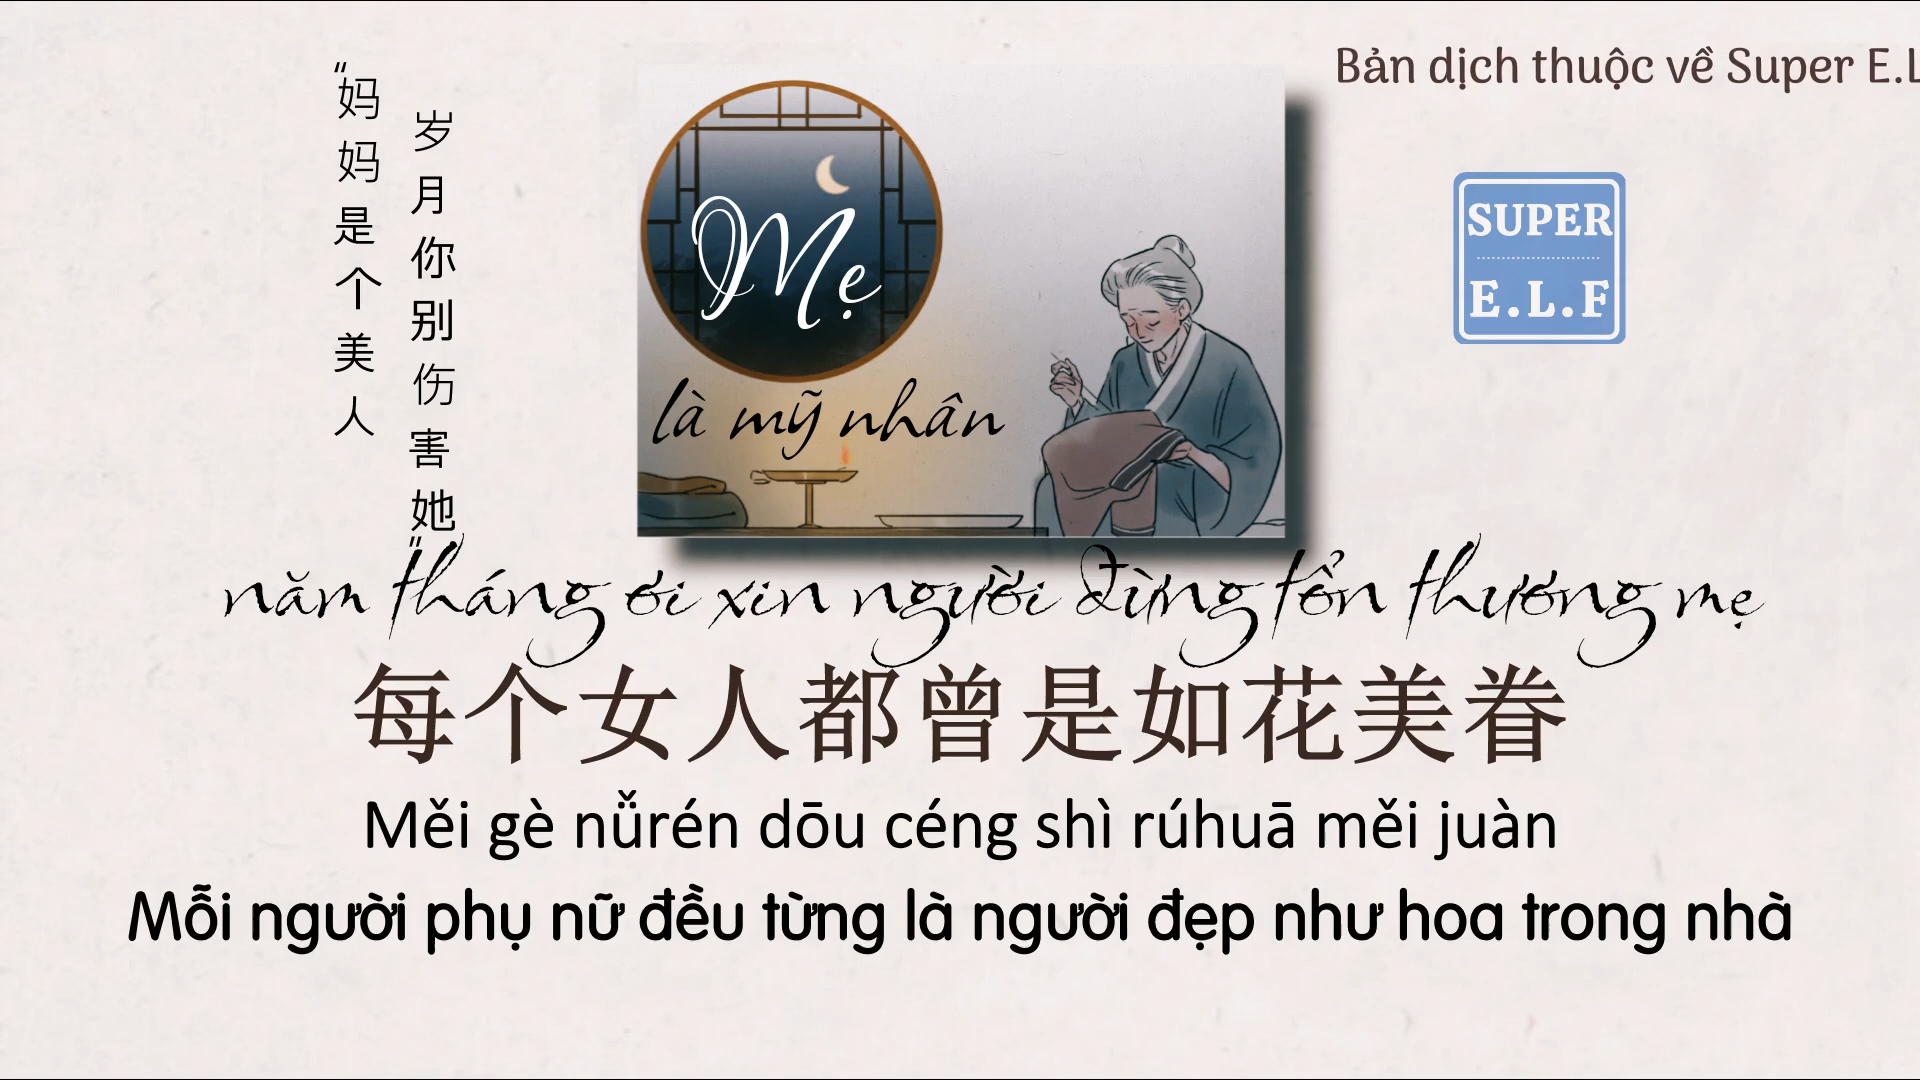 “妈妈是个美人
岁月你别伤害她”
Bản dịch thuộc về Super E.L
SUPER
E.L.F
Mẹ
là mỹ nhân
năm tháng ơi xin người đừng tổn thương mẹ
每个女人都曾是如花美眷
Měi gè nǚrén dōu céng shì rúhuā měi juàn
Mỗi người phụ nữ đều từng là người đẹp như hoa trong nhà